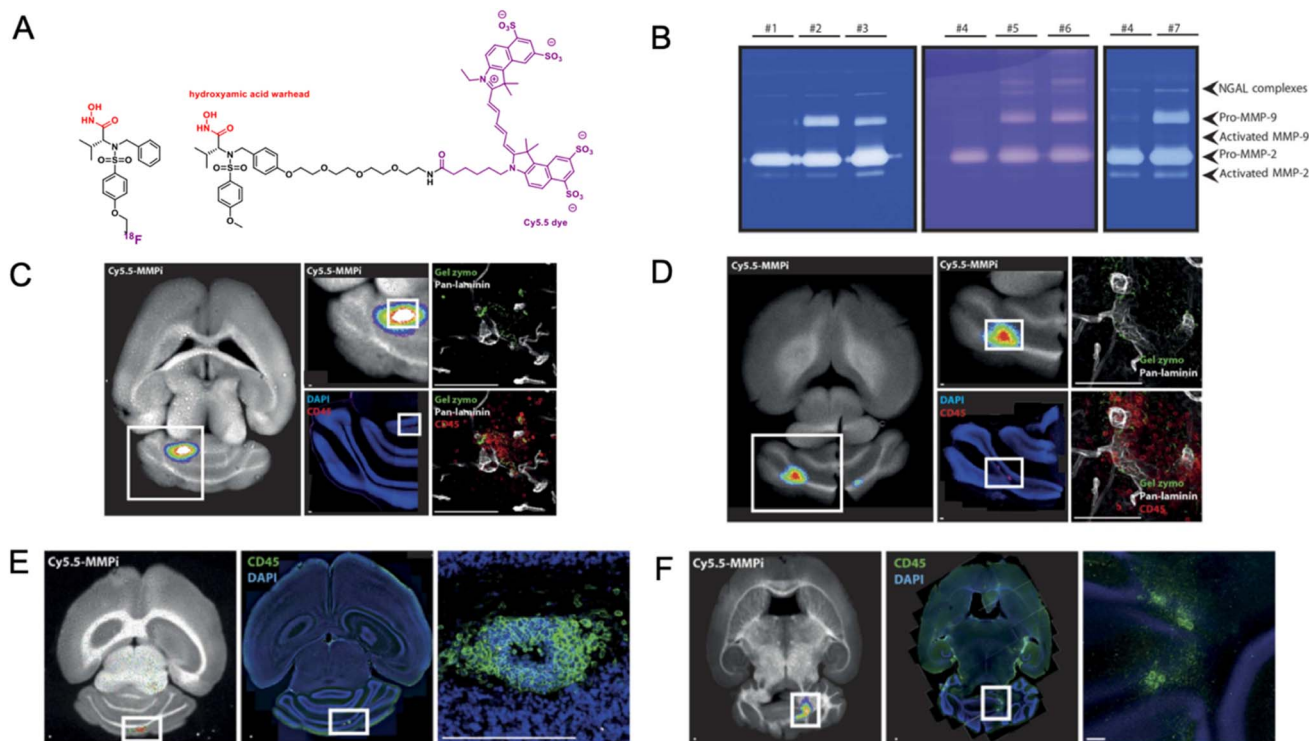 A
hydroxyamic acid warhead
OH
HN
O
N
O
S
O
O
18F
OH
HN
O
N
O
S
O
O
O
O
O
O
N
H
O
N
N
SO3
SO3
SO3
SO3
Cy5.5 dye
B
#1 #2 #3 #4 #5 #6 #4 #7
NGAL complexes
Pro-MMP-9
Activated MMP-9
Pro-MMP-2
Activated MMP-2
C
Cy5.5-MMPi
Cy5.5-MMPi
Gel zymo
Pan-laminin
DAPI
CD45
Gel zymo
Pan-laminin
CD45
D
Cy5.5-MMPi
Cy5.5-MMPi
Gel zymo
Pan-laminin
DAPI
CD45
Gel zymo
Pan-laminin
CD45
E
Cy5.5-MMPi
CD45
DAPI
F
Cy5.5-MMPi
CD45
DAPI